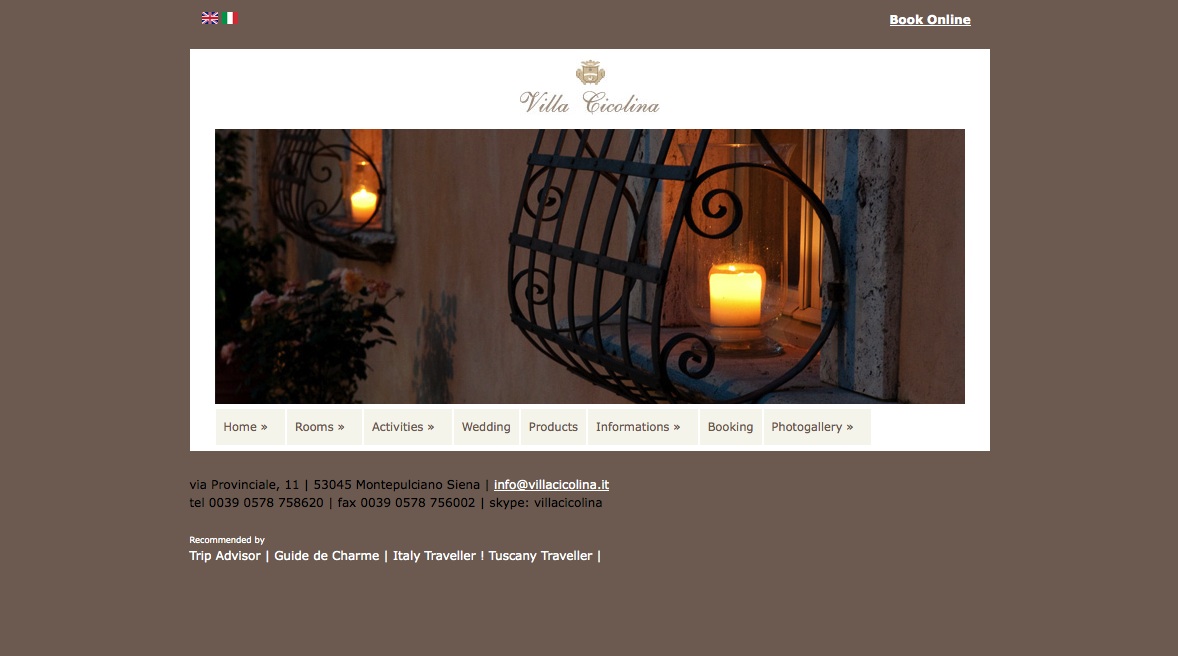 Book Online
Villa Cicolina
Home » Rooms » Activities » Wedding Products Informations » Booking Photogallery »
via Provinciale, 11 | 53045 Montepulciano Siena | info@villacicolina.it
tel 0039 0578 758620 | fax 0039 0578 756002 | skype: villacicolina
Recommended by
Trip Advisor | Guide de Charme | Italy Traveller ! Tuscany Traveller |